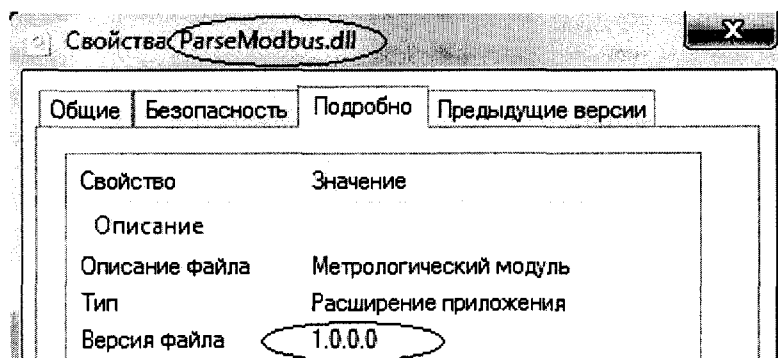 Свойства ParseModbus.dll
Общие Безопасность Подробно Предыдущие версии
Свойство Значение
Описание
Описание файла Метрологический модуль
Тип Расширение приложения
Версия файла 1.0.0.0